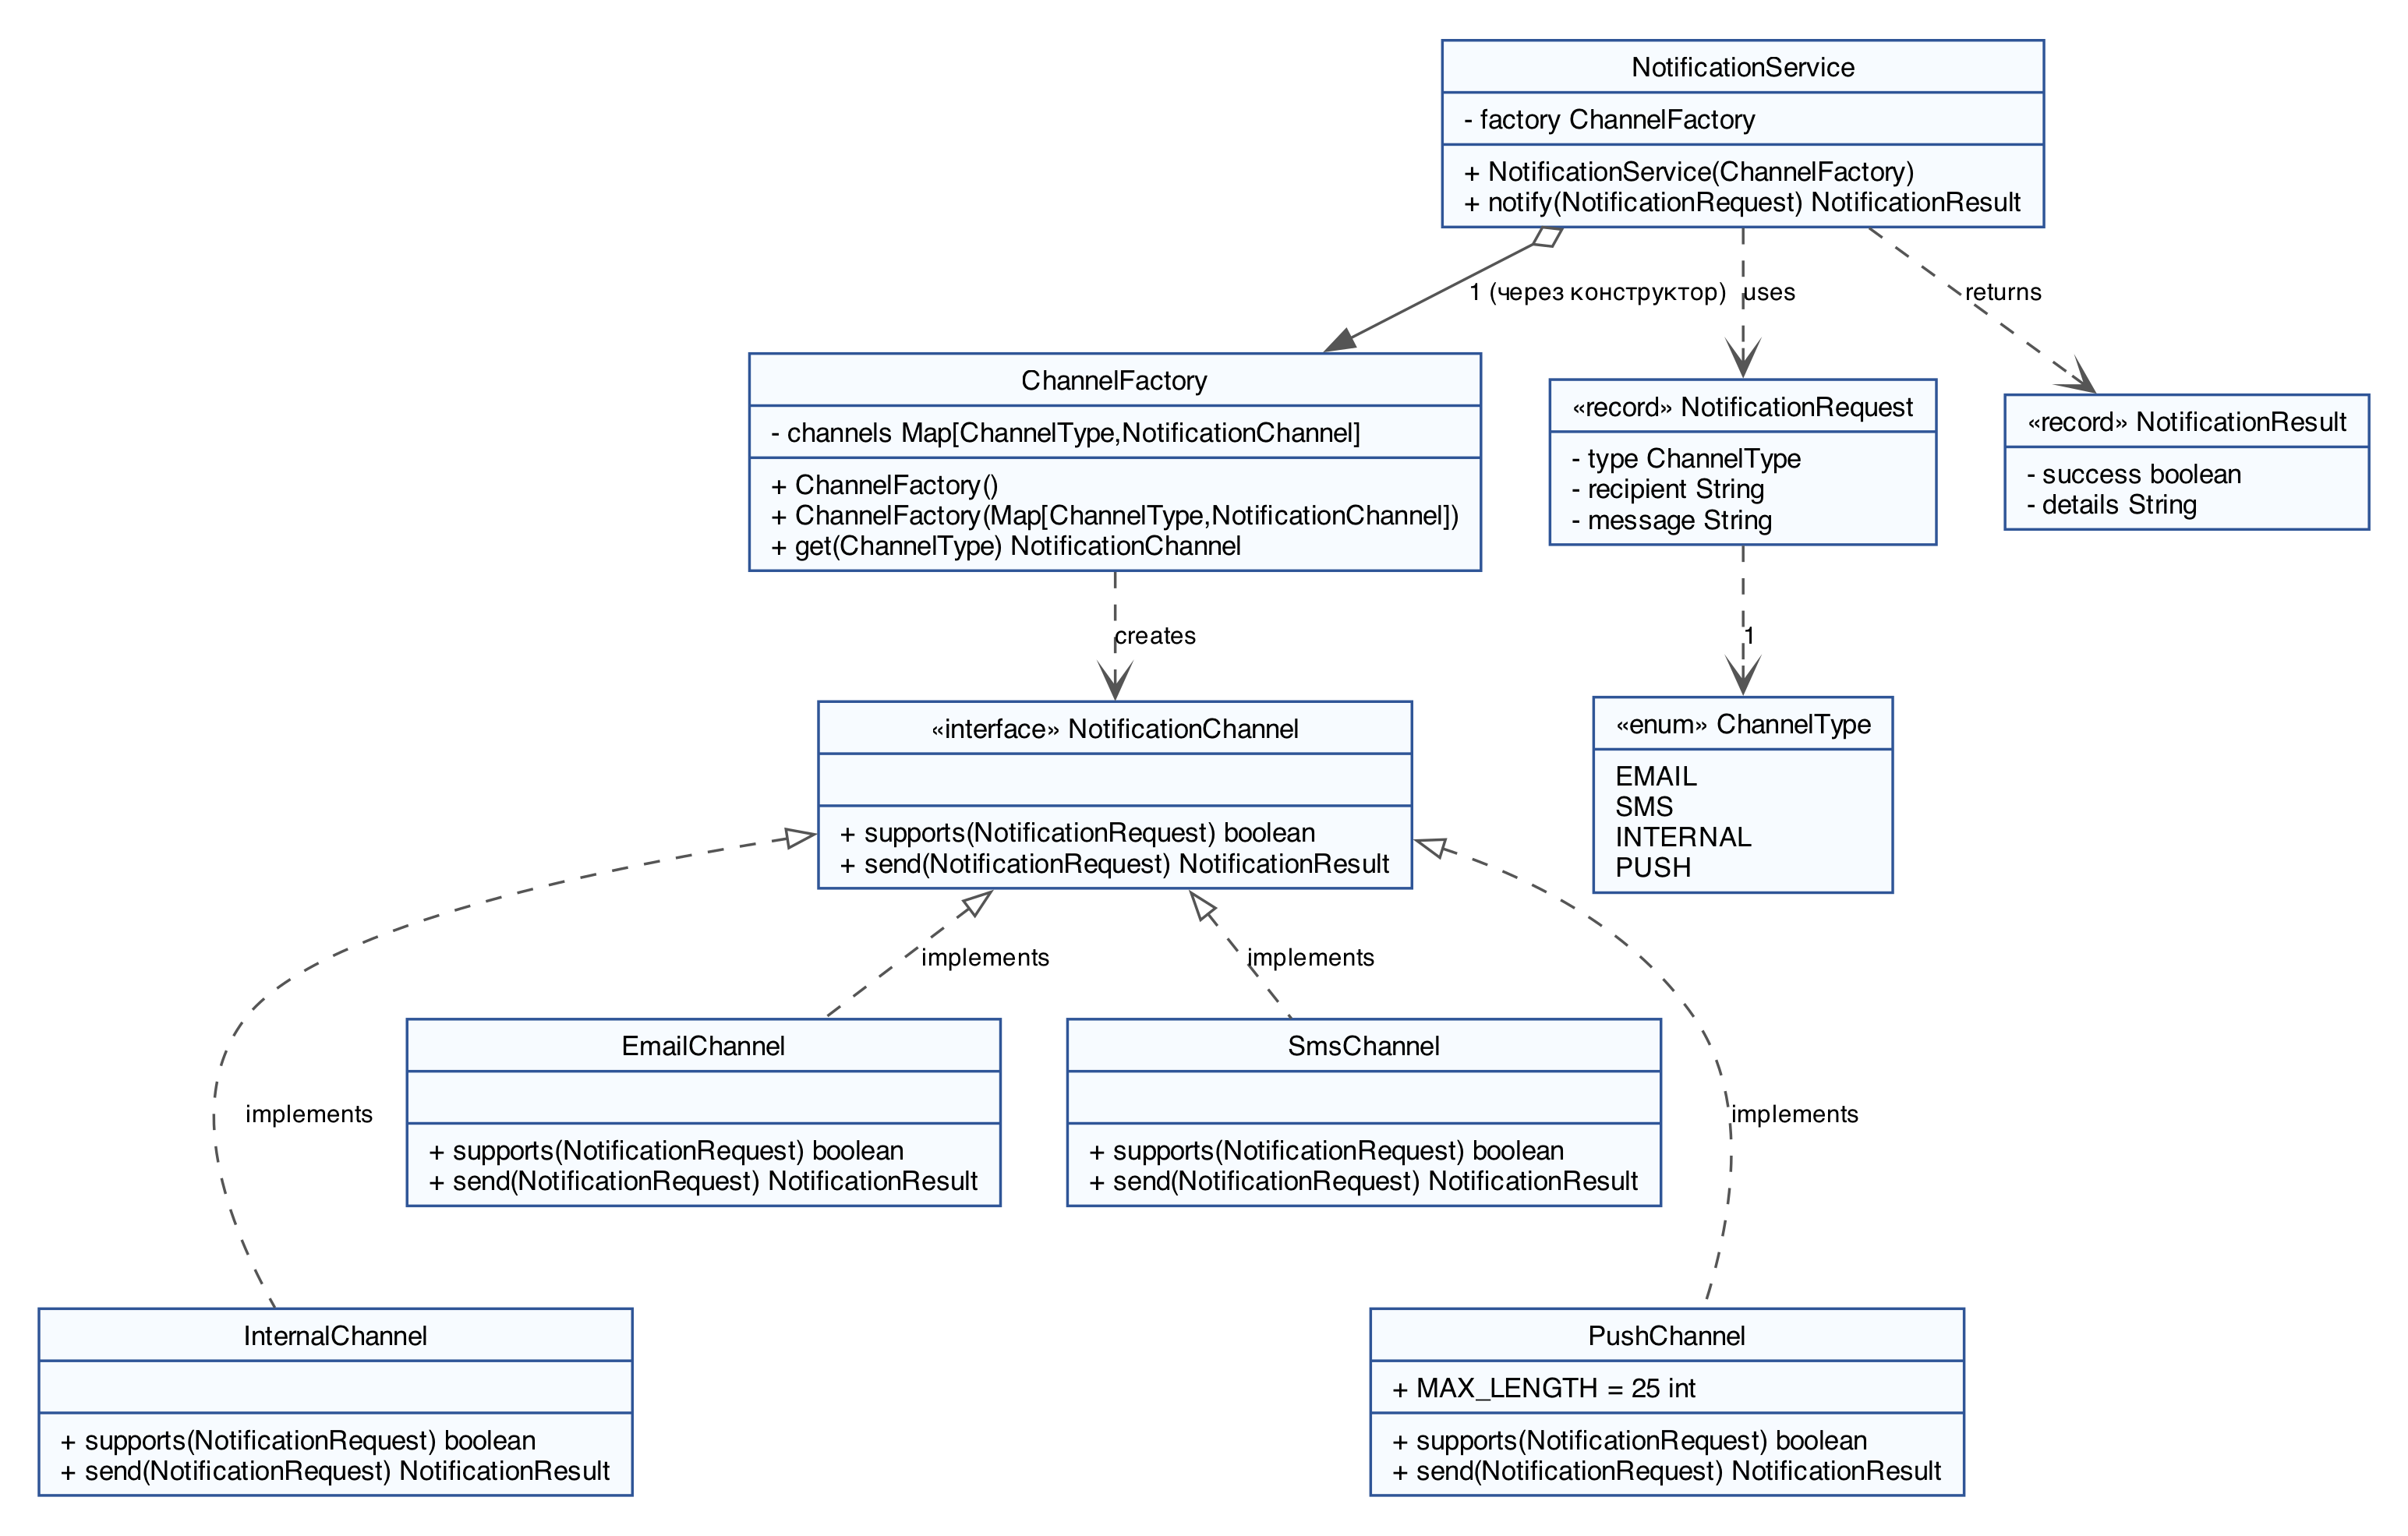 NotificationService
- factory ChannelFactory
+ NotificationService(ChannelFactory)
+ notify(NotificationRequest) NotificationResult
1 (через конструктор)
uses
returns
ChannelFactory
- channels Map[ChannelType,NotificationChannel]
+ ChannelFactory()
+ ChannelFactory(Map[ChannelType,NotificationChannel])
+ get(ChannelType) NotificationChannel
«record» NotificationRequest
- type ChannelType
- recipient String
- message String
«record» NotificationResult
- success boolean
- details String
creates
1
«interface» NotificationChannel
+ supports(NotificationRequest) boolean
+ send(NotificationRequest) NotificationResult
«enum» ChannelType
EMAIL
SMS
INTERNAL
PUSH
implements
implements
EmailChannel
+ supports(NotificationRequest) boolean
+ send(NotificationRequest) NotificationResult
SmsChannel
+ supports(NotificationRequest) boolean
+ send(NotificationRequest) NotificationResult
implements
implements
InternalChannel
+ supports(NotificationRequest) boolean
+ send(NotificationRequest) NotificationResult
PushChannel
+ MAX_LENGTH = 25 int
+ supports(NotificationRequest) boolean
+ send(NotificationRequest) NotificationResult